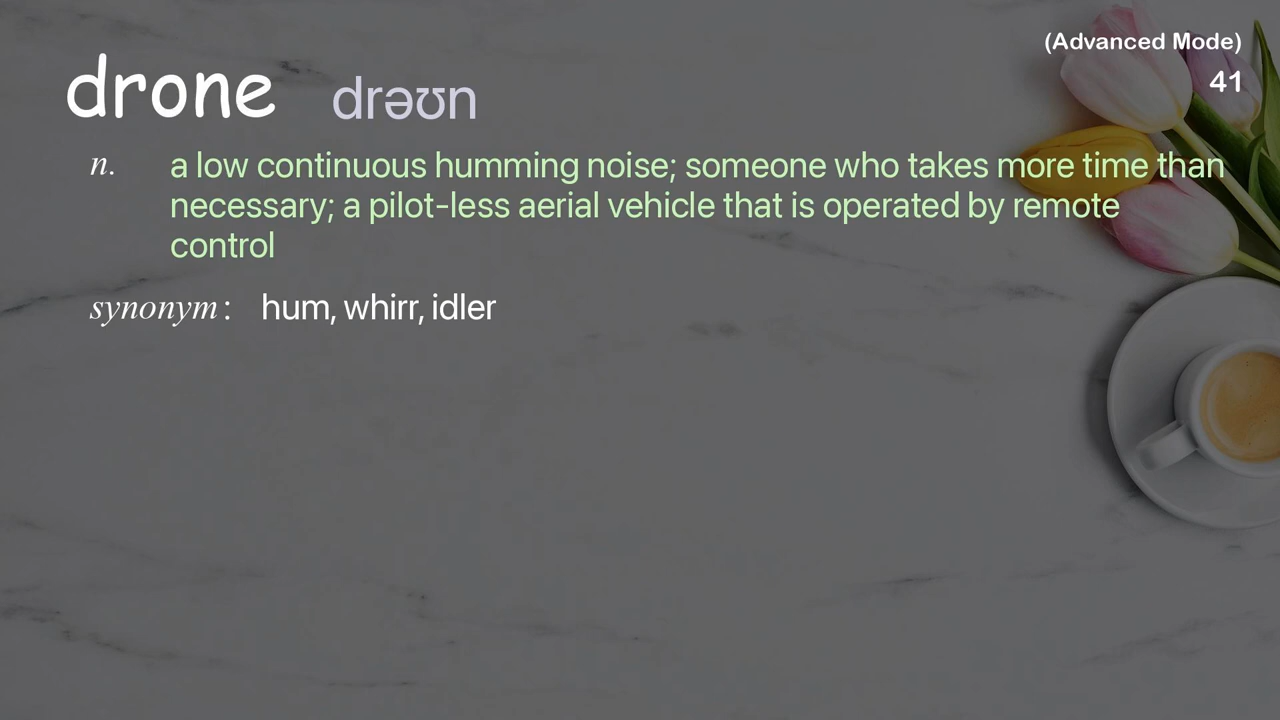 (Advanced Mode)
41
drone drəʊn
n. a low continuous humming noise; someone who takes more time than
necessary; a pilot-less aerial vehicle that is operated by remote
control
synonym: hum, whirr, idler